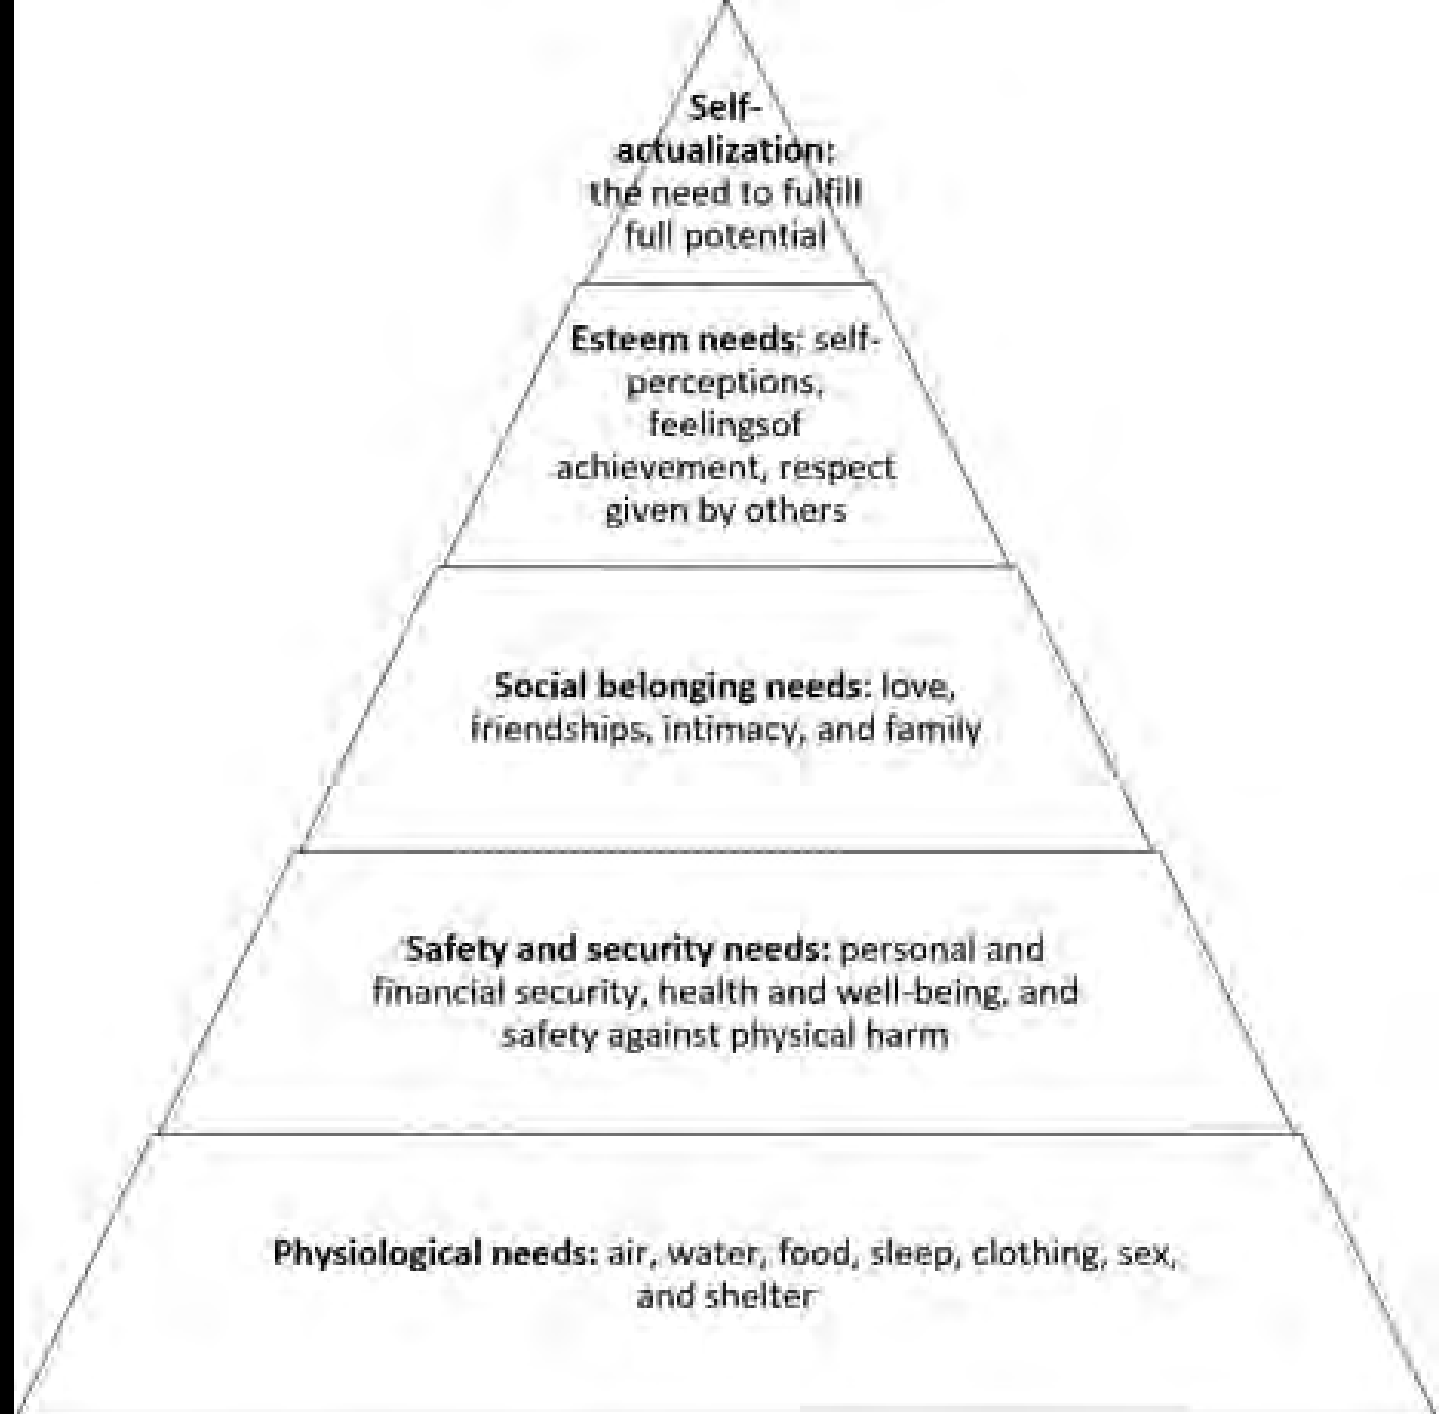 Self-
actualization:
the need to fulfill
full potential
Esteem needs: self-
perceptions,
feelingsof
achievement, respect
given by others
Social belonging needs: love,
friendships, intimacy, and family
Safety and security needs: personal and
financial security, health and well-being, and
safety against physical harm
Physiological needs: air, water, food, sleep, clothing, sex,
and shelter